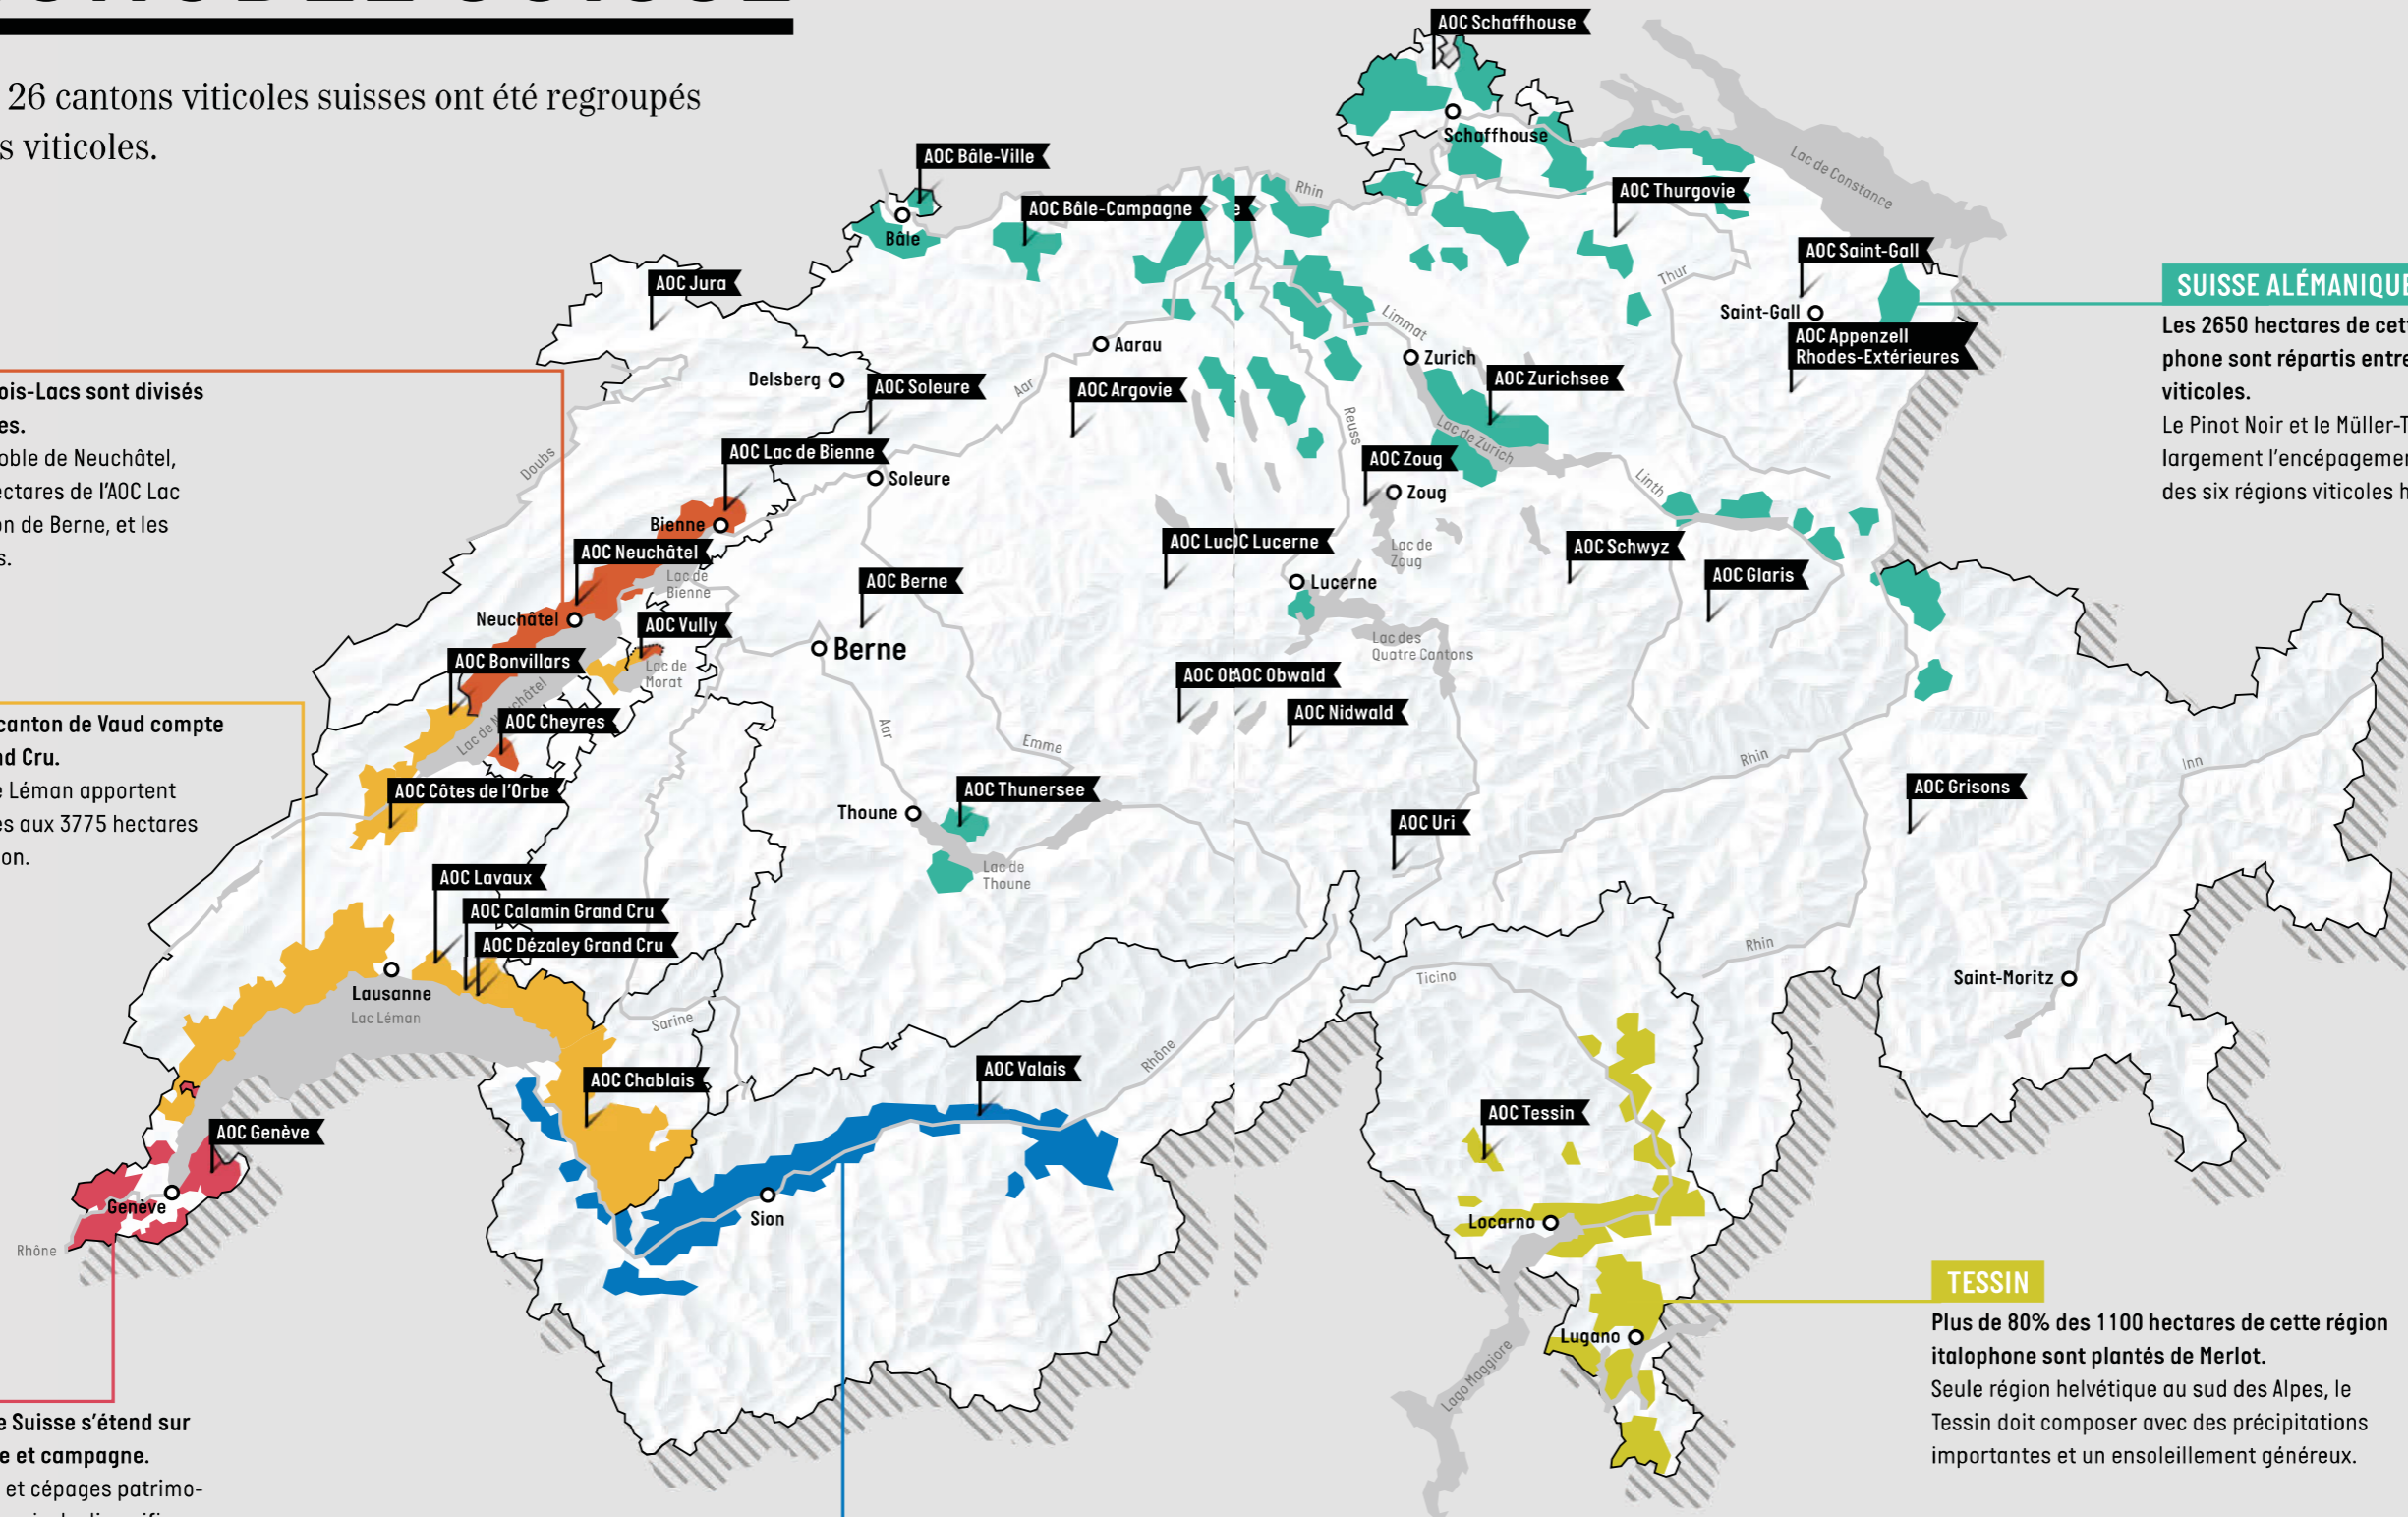 26 cantons viticoles suisses ont été regroupés
viticoles.
AOC Schaffhouse
Schaffhouse
Lac de Constance
AOC Bâle-Ville
Bâle
AOC Bâle-Campagne
Rhin
AOC Thurgovie
AOC Saint-Gall
Thur
Saint-Gall
AOC Appenzell
Rhodes-Extérieures
SUISSE ALÉMANIQUE
Les 2650 hectares de
phone sont répartis entre
viticoles.
Le Pinot Noir et le
largement
des six régions viticoles
AOC Jura
Delsberg
AOC Soleure
Aar
Aarau
AOC Argovie
Limmat
Zurich
AOC Zurichsee
Lac de Zurich
Reuss
AOC Zoug
Zoug
Lac de
Zoug
Linth
Doubs
AOC Lac de Bienne
Soleure
Bienne
AOC Neuchâtel
Lac de
Bienne
Neuchâtel
AOC Vully
Lac de
Morat
AOC Bonvillars
Lac de Neuchâtel
AOC Cheyres
AOC Côtes de l'Orbe
ois-Lacs sont divisés
es.
oble de Neuchâtel,
ectares de l'AOC Lac
on de Berne, et les
s.
AOC Berne
Berne
AOC Luc
AOC Lucerne
Lucerne
Lac des
Quatre Cantons
AOC Schwyz
AOC Glaris
AOC Obwald
AOC Nidwald
Aar
Emme
Thoune
AOC Thunersee
Lac de
Thoune
AOC Uri
Rhin
AOC Grisons
Inn
Rhin
Saint-Moritz
canton de Vaud compte
nd Cru.
e Léman apportent
es aux 3775 hectares
on.
AOC Lavaux
AOC Calamin Grand Cru
AOC Dézaley Grand Cru
Lausanne
Lac Léman
Sarine
AOC Chablais
AOC Valais
Rhône
Sion
AOC Genève
Genève
Rhône
Ticino
AOC Tessin
Locarno
Lugano
Lago Maggiore
TESSIN
Plus de 80% des 1100 hectares de cette région
italophone sont plantés de Merlot.
Seule région helvétique au sud des Alpes, le
Tessin doit composer avec des précipitations
importantes et un ensoleillement généreux.
e Suisse s'étend sur
e et campagne.
et cépages patrimo-